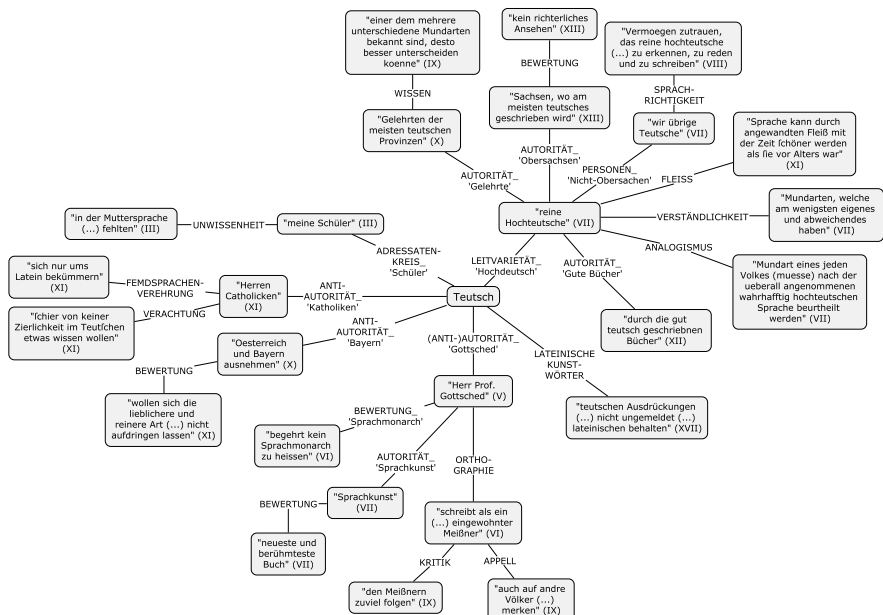 "einer dem mehrere
unterschiedene Mundarten
bekannt sind, desto
besser unterscheiden
koenne" (IX)
"kein richterliches
Ansehen" (XIII)
"Vermoegen zutrauen,
das reine hochteutsche
(...) zu erkennen, zu reden
und zu schreiben" (VIII)
WISSEN
BEWERTUNG
SPRACH-
RICHTIGKEIT
"Gelehrten der
meisten teutschen
Provinzen" (X)
"Sachsen, wo am
meisten teutsches
geschrieben wird" (XIII)
"wir übrige
Teutsche" (VII)
"Sprache kann durch
angewandten Fleiß mit
der Zeit ſchöner werden
als ſie vor Alters war"
(XI)
AUTORITÄT_
'Gelehrte'
AUTORITÄT_
'Obersachsen'
PERSONEN_
'Nicht-Obersachen'
FLEISS
"in der Muttersprache
(...) fehlten" (III)
UNWISSENHEIT
"meine Schüler" (III)
"reine
Hochteutsche" (VII)
VERSTÄNDLICHKEIT
"Mundarten, welche
am wenigsten eigenes
und abweichendes
haben" (VII)
ADRESSATEN-
KREIS_
'Schüler'
LEITVARIETÄT_
'Hochdeutsch'
AUTORITÄT_
'Gute Bücher'
ANALOGISMUS
"sich nur ums
Latein bekümmern"
(XI)
FEMDSPRACHEN-
VEREHRUNG
"Herren
Catholicken"
(XI)
ANTI-
AUTORITÄT_
'Katholiken'
Teutsch
"Mundart eines jeden
Volkes (muesse) nach der
ueberall angenommenen
wahrhafftig hochteutschen
Sprache beurtheilt
werden" (VII)
"ſchier von keiner
Zierlichkeit im Teutſchen
etwas wissen wollen"
(XI)
VERACHTUNG
ANTI-
AUTORITÄT_
'Bayern'
(ANTI-)AUTORITÄT_
'Gottsched'
"durch die gut
teutsch geschriebnen
Bücher" (XII)
"Oesterreich
und Bayern
ausnehmen" (X)
BEWERTUNG
LATEINISCHE
KUNST-
WÖRTER
"wollen sich die
lieblichere und
reinere Art (...) nicht
aufdringen lassen"
(XI)
"Herr Prof.
Gottsched" (V)
"teutschen Ausdrückungen
(...) nicht ungemeldet (...)
lateinischen behalten" (XVII)
BEWERTUNG_
'Sprachmonarch'
"begehrt kein
Sprachmonarch
zu heissen" (VI)
AUTORITÄT_
'Sprachkunst'
ORTHO-
GRAPHIE
BEWERTUNG
"Sprachkunst"
(VII)
"schreibt als ein
(...) eingewohnter
Meißner" (VI)
"neueste und
berühmteste
Buch" (VII)
KRITIK
APPELL
"den Meißnern
zuviel folgen" (IX)
"auch auf andre
Völker (...)
merken" (IX)